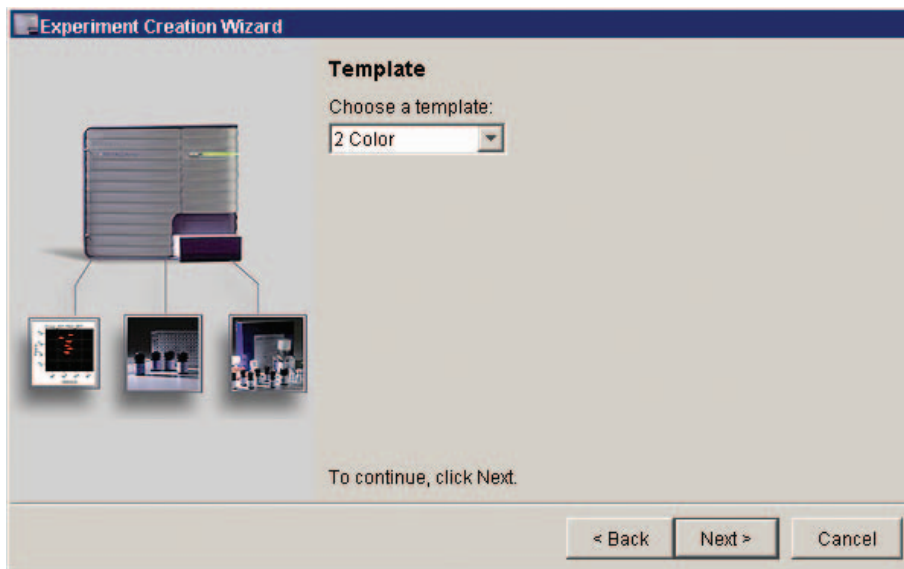 Experiment Creation Wizard
Template
Choose a template:
2 Color
To continue, click Next.
< Back
Next >
Cancel